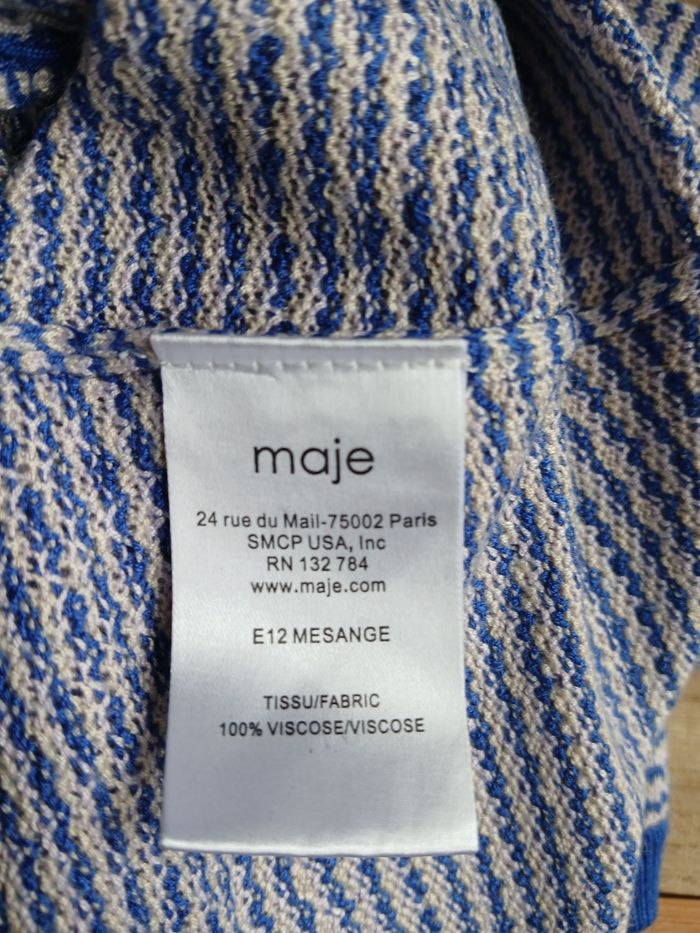 maje
24 rue du Mail-75002 Paris
SMCP USA, Inc
RN 132 784
www.maje.com
E12 MESANGE
TISSU/FABRIC
100% VISCOSE/VISCOSE